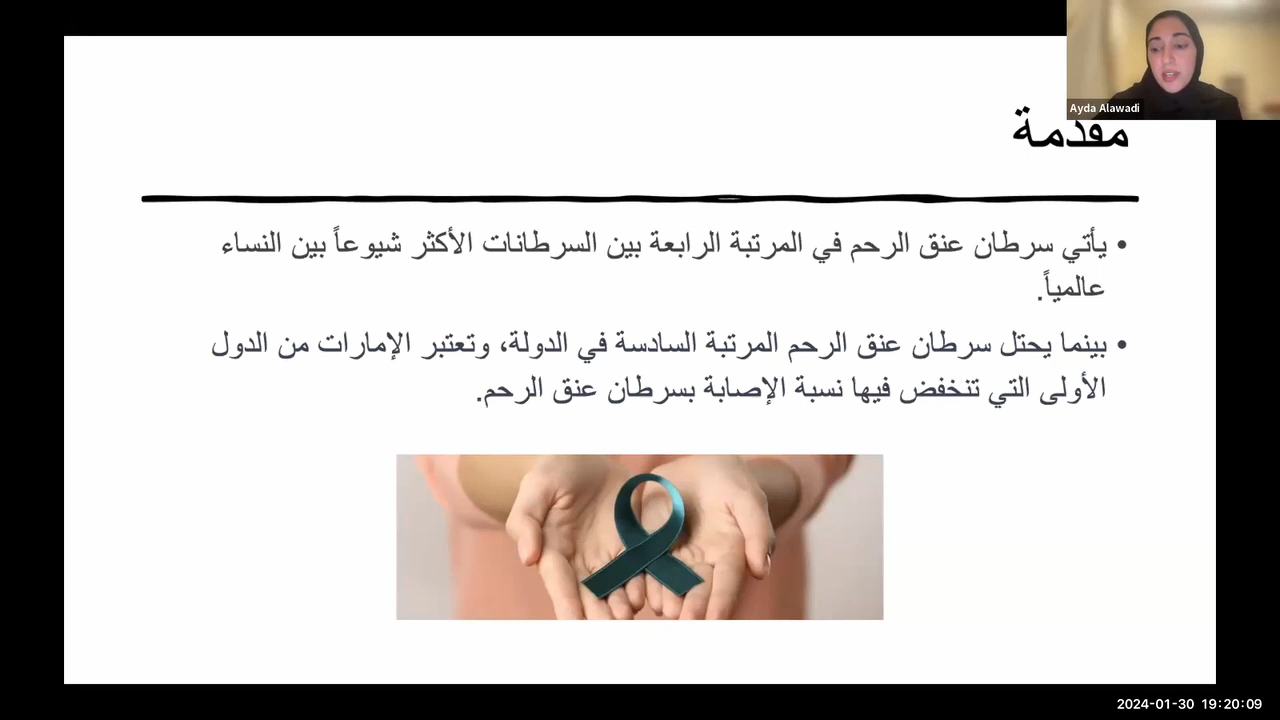 Ayda Alawadi
مقدمة
• يأتي سرطان عنق الرحم في المرتبة الرابعة بين السرطانات الأكثر شيوعاً بين النساء
عالمياً.
• بينما يحتل سرطان عنق الرحم المرتبة السادسة في الدولة، وتعتبر الإمارات من الدول
الأولى التي تنخفض فيها نسبة الإصابة بسرطان عنق الرحم.
2024-01-30 19:20:09